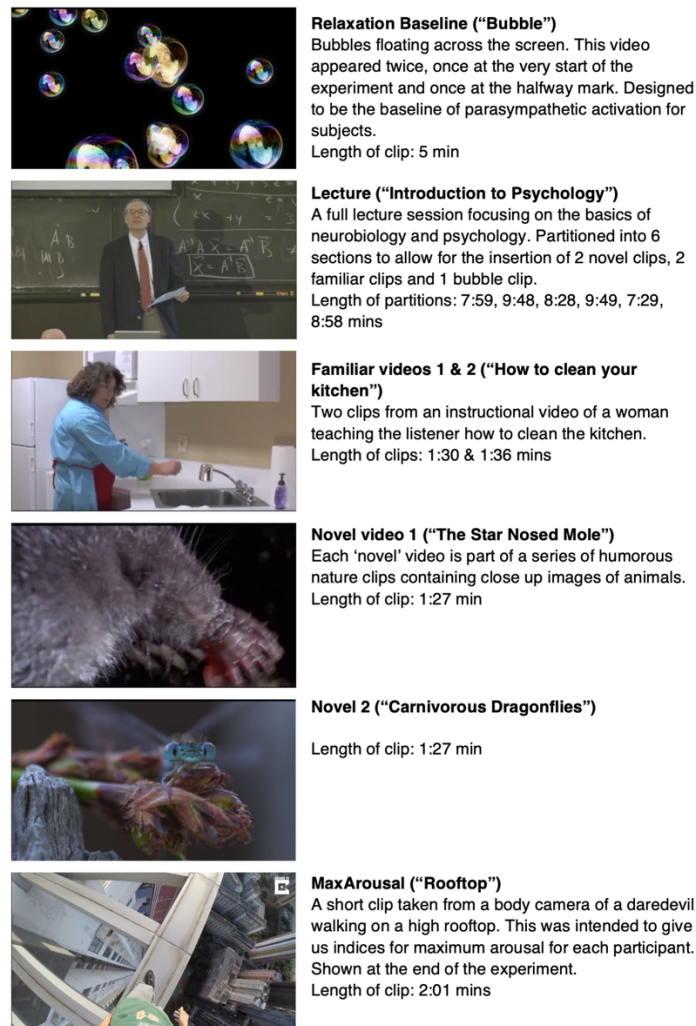 Relaxation Baseline (“Bubble”)
Bubbles floating across the screen. This video
appeared twice, once at the very start of the
experiment and once at the halfway mark. Designed
to be the baseline of parasympathetic activation for
subjects.
Length of clip: 5 min
Lecture (“Introduction to Psychology”)
A full lecture session focusing on the basics of
neurobiology and psychology. Partitioned into 6
sections to allow for the insertion of 2 novel clips, 2
familiar clips and 1 bubble clip.
Length of partitions: 7:59, 9:48, 8:28, 9:49, 7:29,
8:58 mins
Familiar videos 1 & 2 (“How to clean your
kitchen”)
Two clips from an instructional video of a woman
teaching the listener how to clean the kitchen.
Length of clips: 1:30 & 1:36 mins
Novel video 1 (“The Star Nosed Mole”)
Each ‘novel’ video is part of a series of humorous
nature clips containing close up images of animals.
Length of clip: 1:27 min
Novel 2 (“Carnivorous Dragonflies”)
Length of clip: 1:27 min
MaxArousal (“Rooftop”)
A short clip taken from a body camera of a daredevil
walking on a high rooftop. This was intended to give
us indices for maximum arousal for each participant.
Shown at the end of the experiment.
Length of clip: 2:01 mins